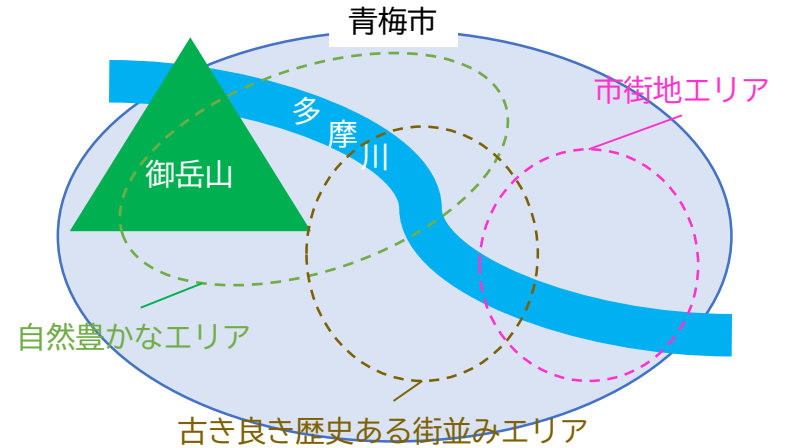 青梅市
市街地エリア
多摩川
御岳山
自然豊かなエリア
古き良き歴史ある街並みエリア